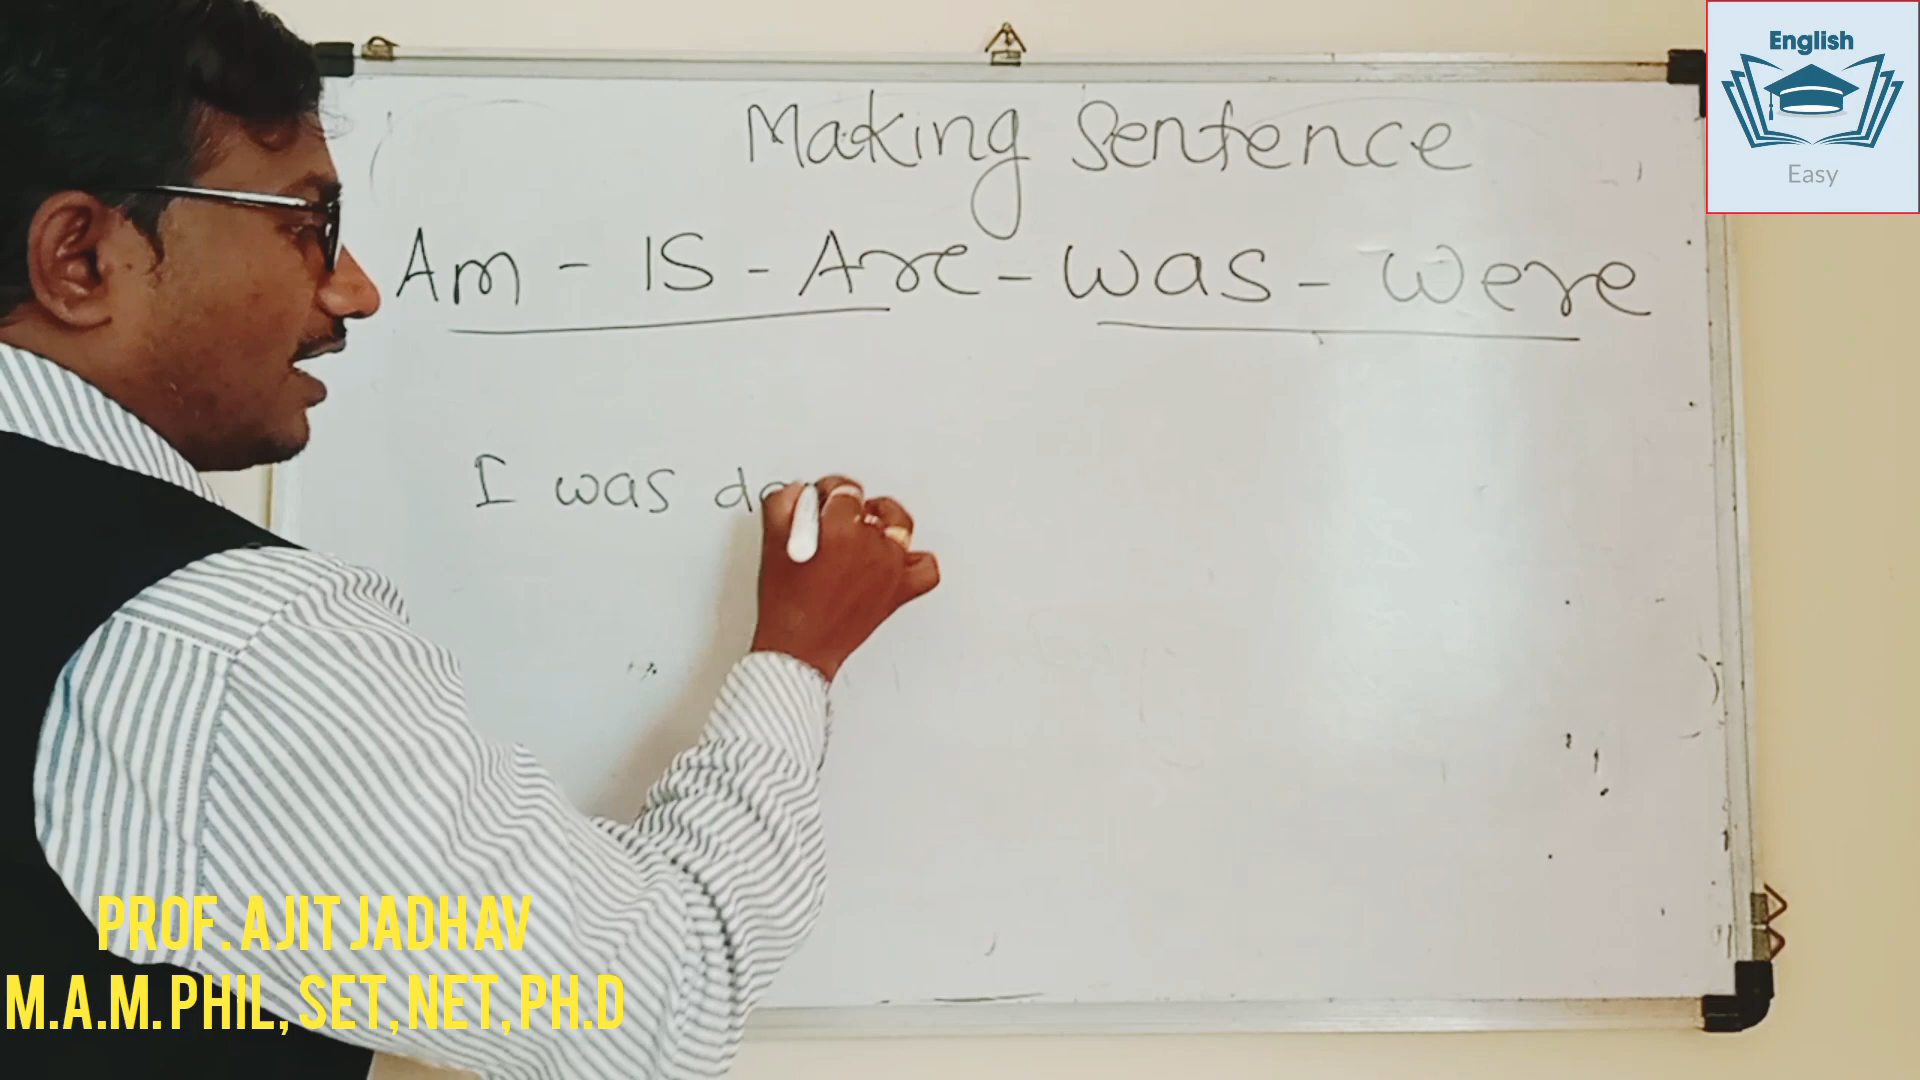 English
Easy
Making Sentence
Am - IS - Are - was - were
I was
PROF. AJIT JADHAV
M.A.M. PHIL, SET, NET, PH.D